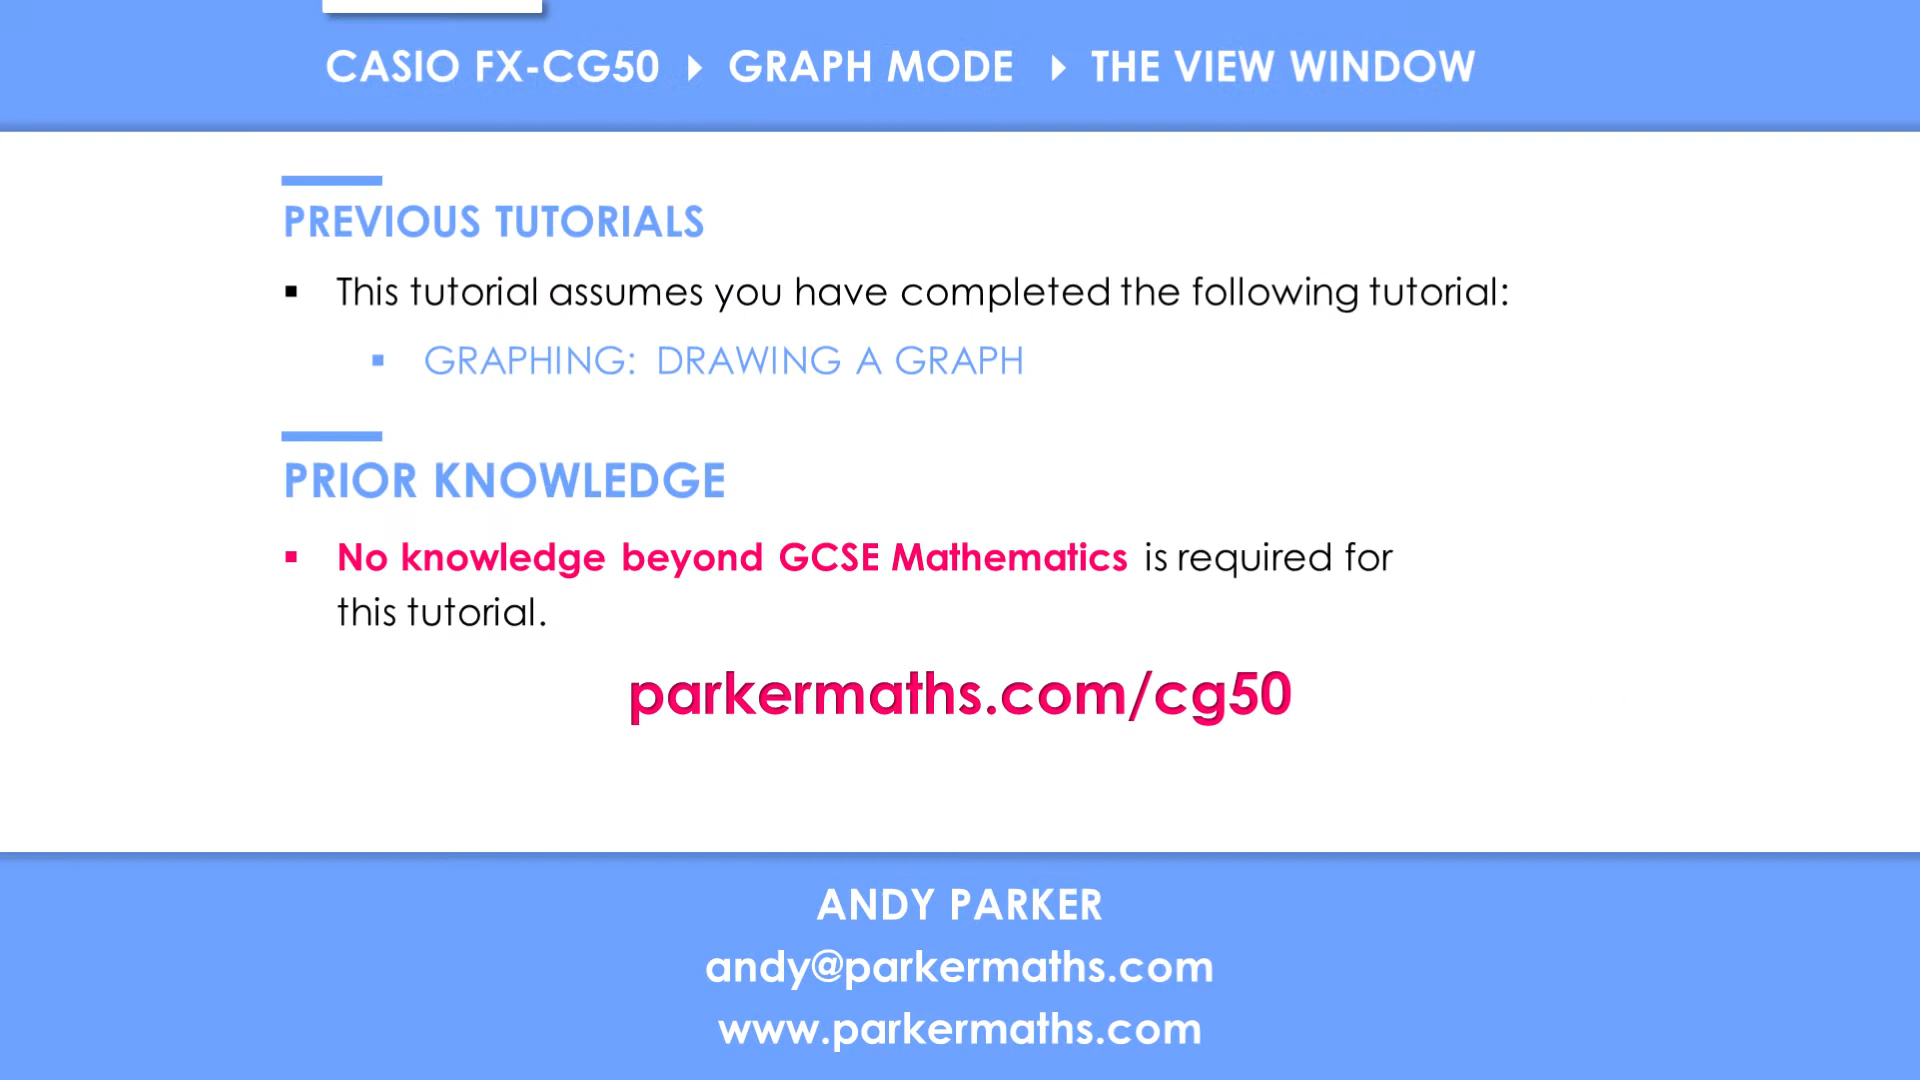 CASIO FX-CG50 ▸ GRAPH MODE ▸ THE VIEW WINDOW
PREVIOUS TUTORIALS
▪ This tutorial assumes you have completed the following tutorial:
▪ GRAPHING: DRAWING A GRAPH
PRIOR KNOWLEDGE
▪ No knowledge beyond GCSE Mathematics is required for
this tutorial.
parkermaths.com/cg50
ANDY PARKER
andy@parkermaths.com
www.parkermaths.com